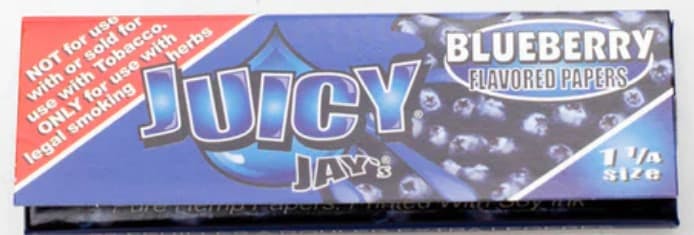 NOT for use
with or sold for
use with Tobacco.
ONLY for use with
legal smoking herbs
JUICY
JAY's®
BLUEBERRY
FLAVORED PAPERS
1 1/4
size
Pure Hemp Papers. Printed With Soy Ink